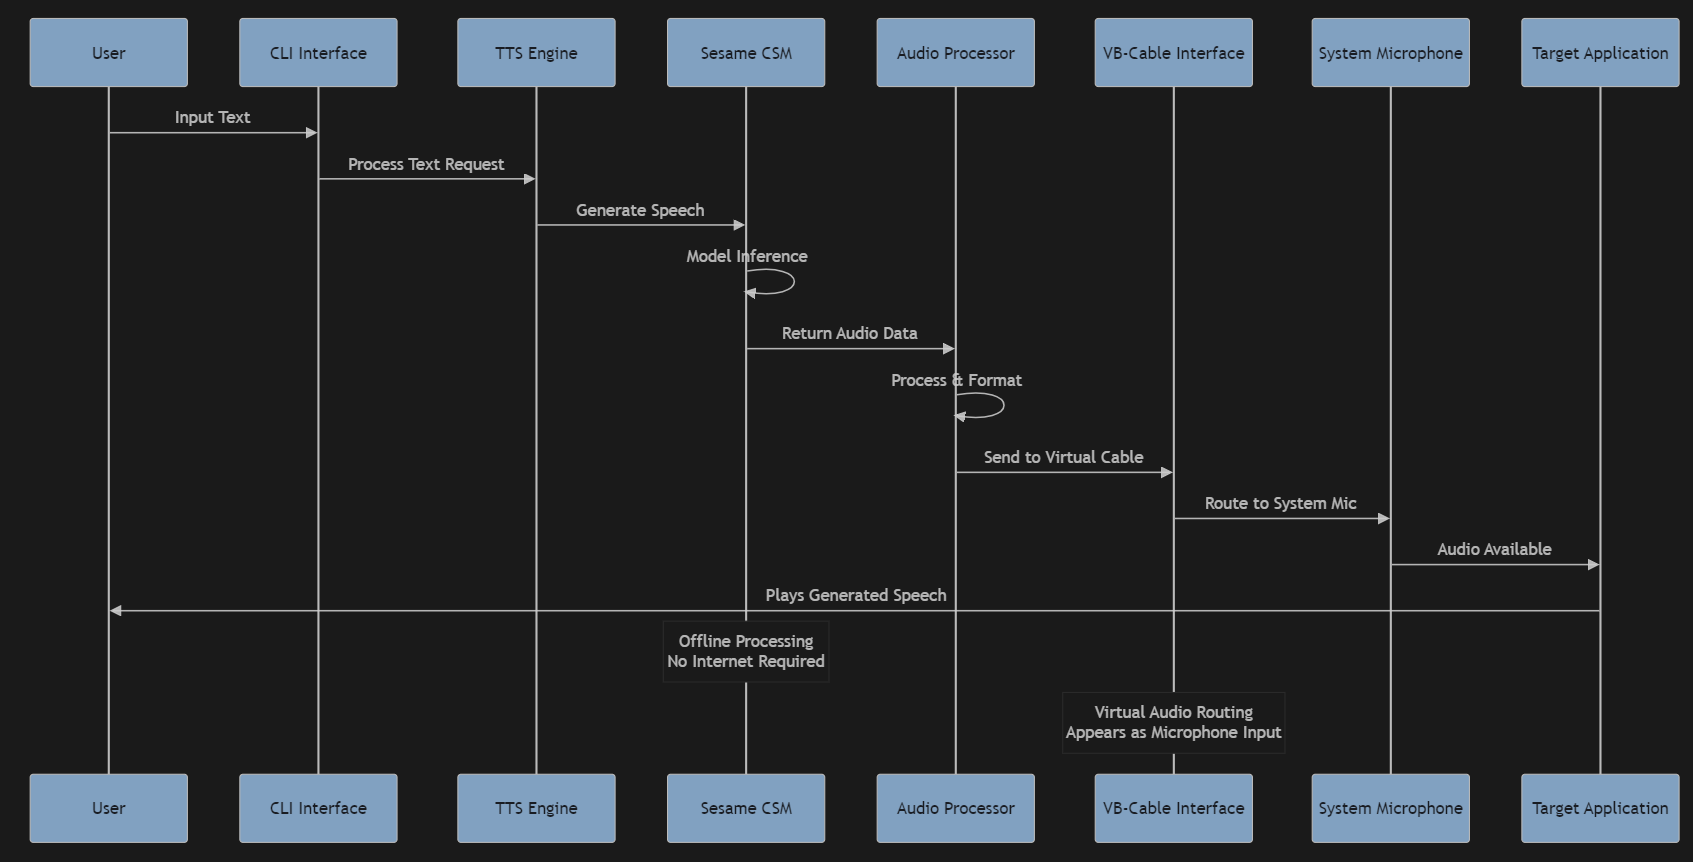 User
CLI Interface
TTS Engine
Sesame CSM
Audio Processor
VB-Cable Interface
System Microphone
Target Application
Input Text
Process Text Request
Generate Speech
Model Inference
Return Audio Data
Process & Format
Send to Virtual Cable
Route to System Mic
Audio Available
Plays Generated Speech
Offline Processing
No Internet Required
Virtual Audio Routing
Appears as Microphone Input
User
CLI Interface
TTS Engine
Sesame CSM
Audio Processor
VB-Cable Interface
System Microphone
Target Application